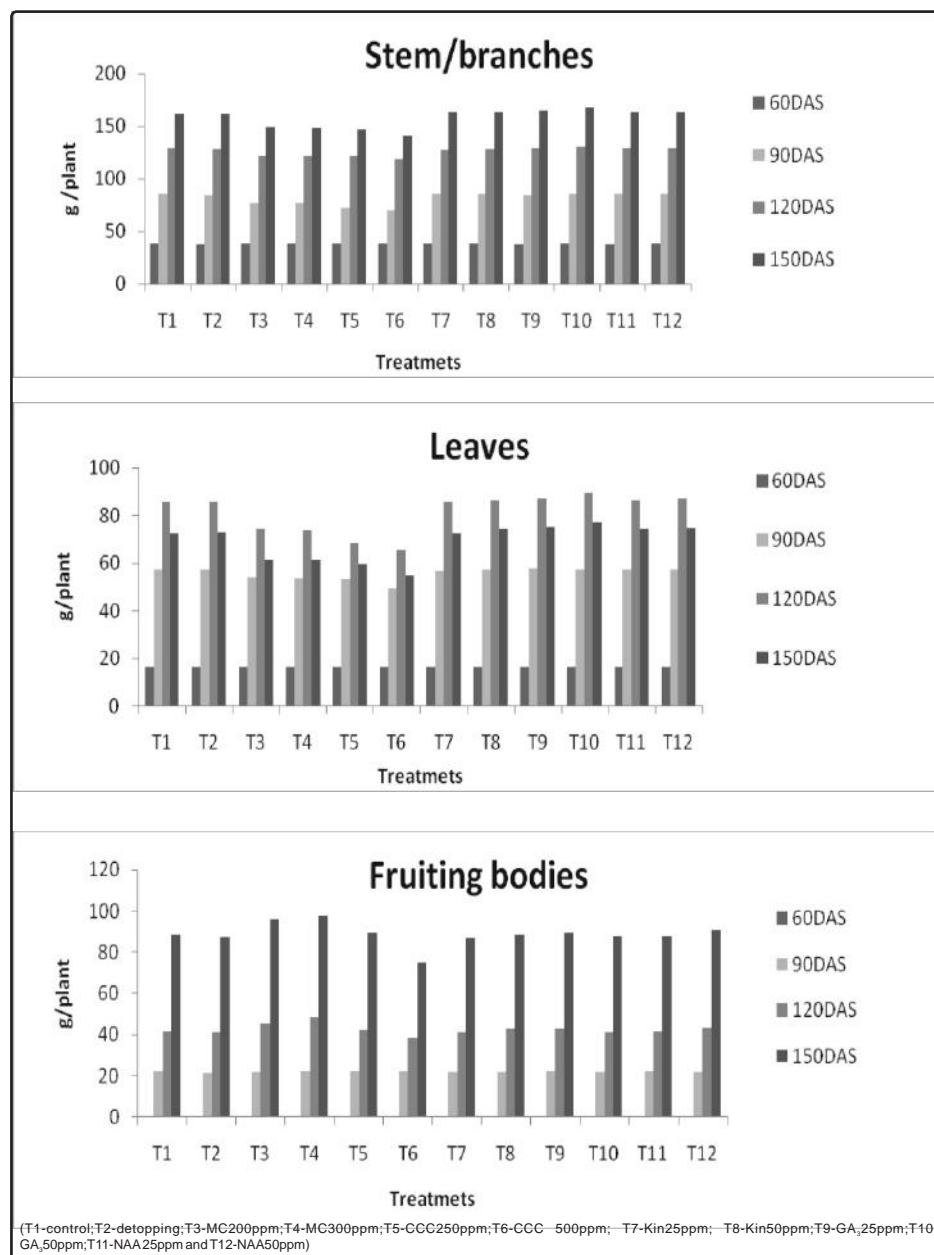 Stem/branches
200
150
100
50
0
g /plant
T1 T2 T3 T4 T5 T6 T7 T8 T9 T10 T11 T12
Treatmets
60DAS
90DAS
120DAS
150DAS
Leaves
100
80
60
40
20
0
g/plant
T1 T2 T3 T4 T5 T6 T7 T8 T9 T10 T11 T12
Treatmets
60DAS
90DAS
120DAS
150DAS
Fruiting bodies
120
100
80
60
40
20
0
g/plant
T1 T2 T3 T4 T5 T6 T7 T8 T9 T10 T11 T12
Treatmets
60DAS
90DAS
120DAS
150DAS
(T1-control;T2-detopping;T3-MC200ppm;T4-MC300ppm;T5-CCC250ppm;T6-CCC 500ppm; T7-Kin25ppm; T8-Kin50ppm;T9-GA₃25ppm;T10
GA₃50ppm;T11-NAA25ppm and T12-NAA50ppm)